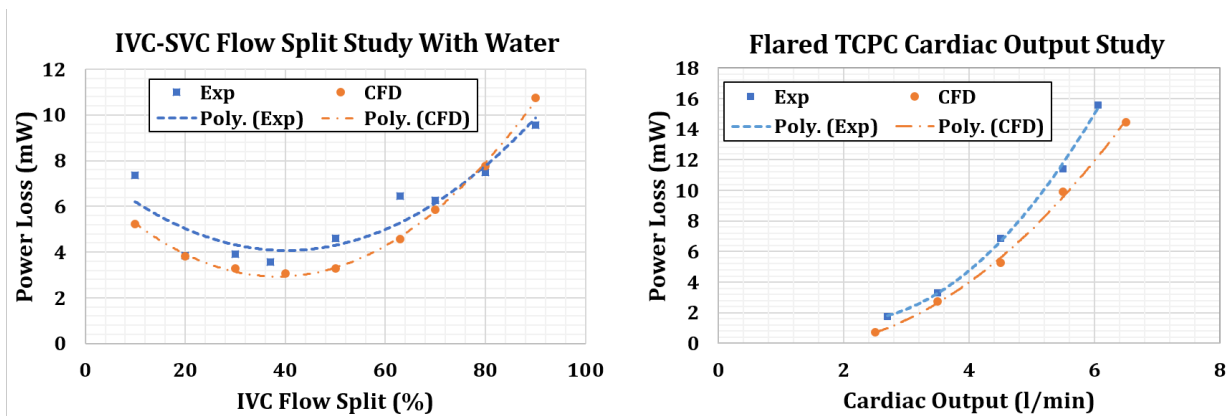 IVC-SVC Flow Split Study With Water
Power Loss (mW)
12
10
8
6
4
2
0
Exp
CFD
Poly. (Exp)
Poly. (CFD)
0 20 40 60 80 100
IVC Flow Split (%)
Flared TCPC Cardiac Output Study
Power Loss (mW)
18
16
14
12
10
8
6
4
2
0
Exp
CFD
Poly. (Exp)
Poly. (CFD)
0 2 4 6 8
Cardiac Output (l/min)